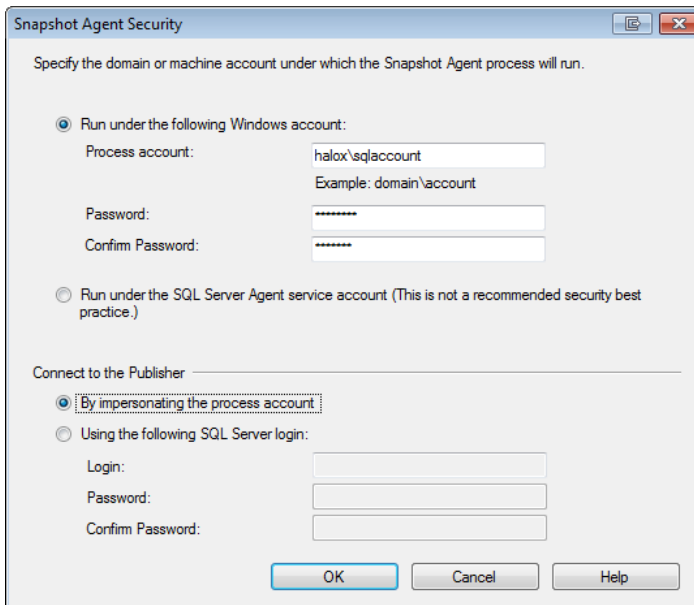 Snapshot Agent Security
Specify the domain or machine account under which the Snapshot Agent process will run.
Run under the following Windows account:
Process account: halox\sqlaccount
Example: domain\account
Password: ********
Confirm Password: *******
Run under the SQL Server Agent service account (This is not a recommended security best
practice.)
Connect to the Publisher
By impersonating the process account
Using the following SQL Server login:
Login:
Password:
Confirm Password:
OK Cancel Help